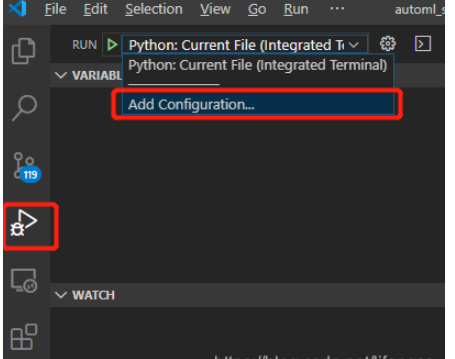 File Edit Selection View Go Run ··· automl_s
RUN Python: Current File (Integrated Te
Python: Current File (Integrated Terminal)
VARIABL
Add Configuration...
119
WATCH